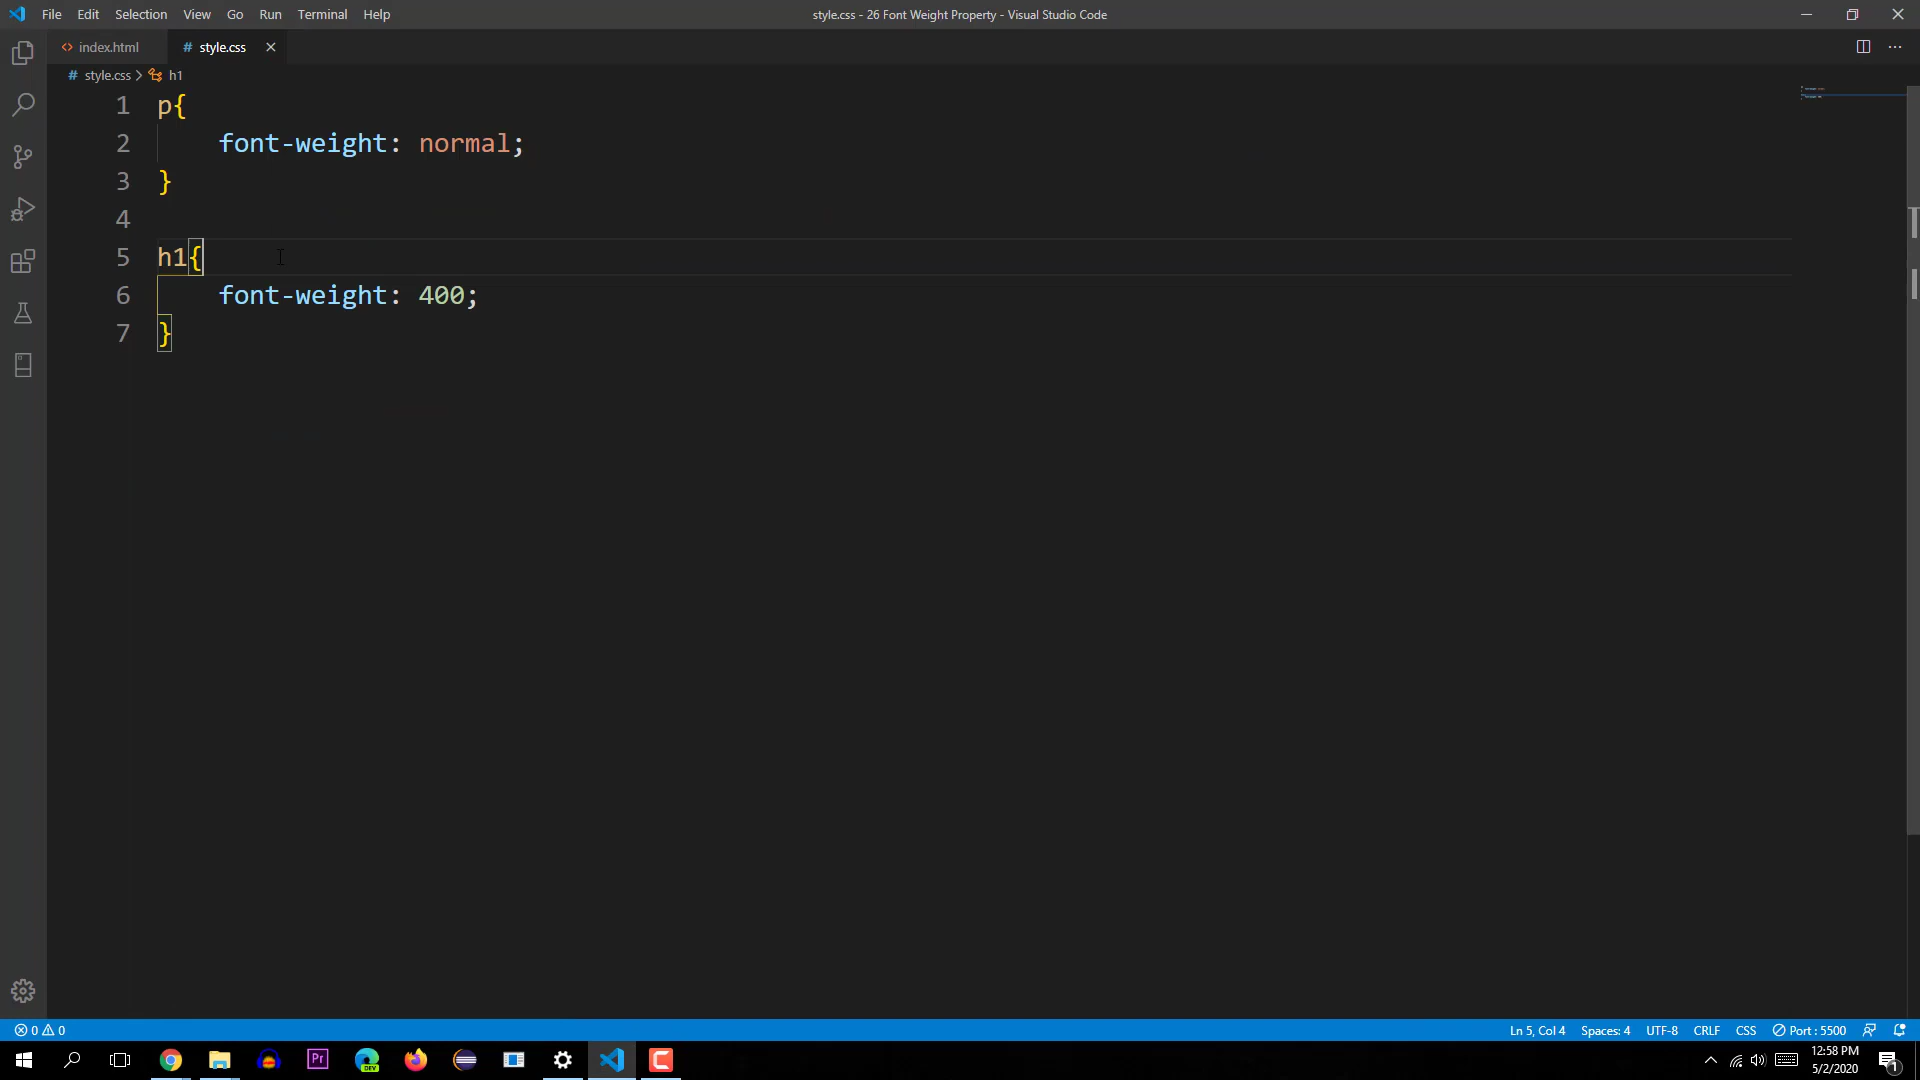 File Edit Selection View Go Run Terminal Help
style.css - 26 Font Weight Property - Visual Studio Code
index.html
# style.css
# style.css > h1
1 p{
2 font-weight: normal;
3 }
4
5 h1{
6 font-weight: 400;
7 }
0 0
Ln 5, Col 4 Spaces: 4 UTF-8 CRLF CSS Port : 5500
Pr
DEV
12:58 PM
5/2/2020
1